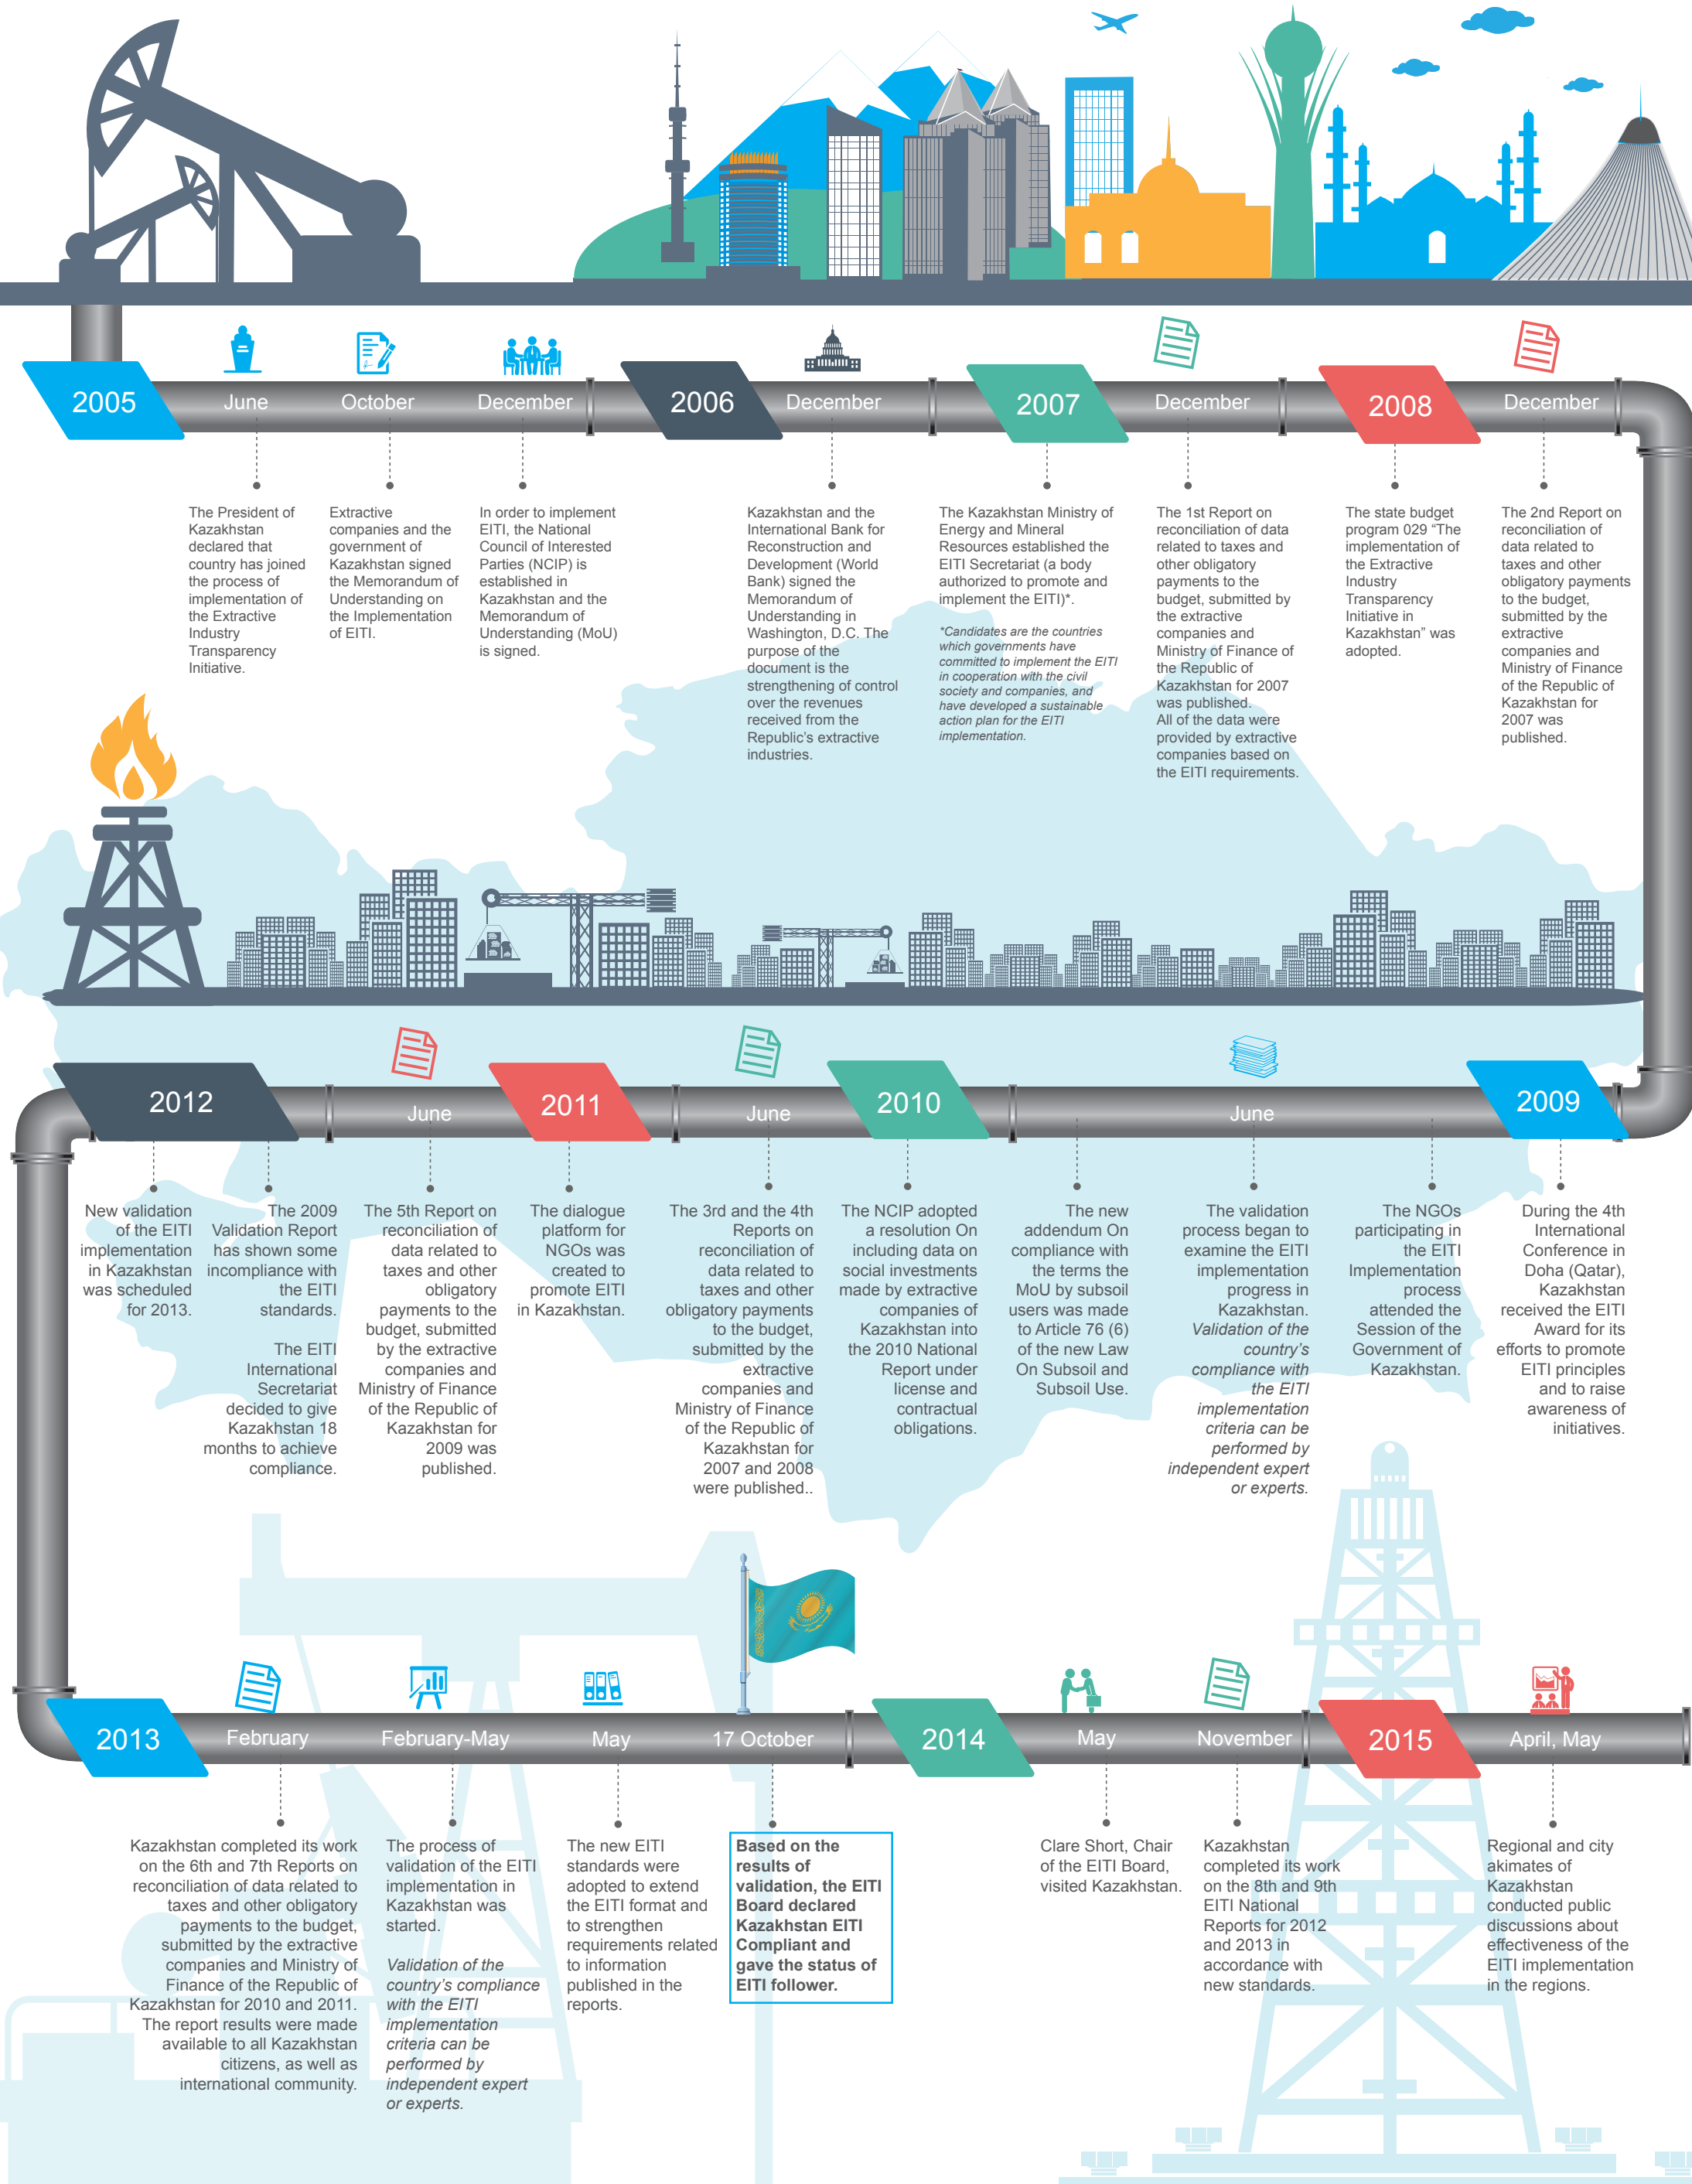 2005
June
October
December
2006
December
2007
December
2008
December
The President of
Kazakhstan
declared that
country has joined
the process of
implementation of
the Extractive
Industry
Transparency
Initiative.
Extractive
companies and the
government of
Kazakhstan signed
the Memorandum of
Understanding on
the Implementation
of EITI.
In order to implement
EITI, the National
Council of Interested
Parties (NCIP) is
established in
Kazakhstan and the
Memorandum of
Understanding (MoU)
is signed.
Kazakhstan and the
International Bank for
Reconstruction and
Development (World
Bank) signed the
Memorandum of
Understanding in
Washington, D.C. The
purpose of the
document is the
strengthening of control
over the revenues
received from the
Republic's extractive
industries.
The Kazakhstan Ministry of
Energy and Mineral
Resources established the
EITI Secretariat (a body
authorized to promote and
implement the EITI)*.
*Candidates are the countries
which governments have
committed to implement the EITI
in cooperation with the civil
society and companies, and
have developed a sustainable
action plan for the EITI
implementation.
The 1st Report on
reconciliation of data
related to taxes and
other obligatory
payments to the
budget, submitted by
the extractive
companies and
Ministry of Finance of
the Republic of
Kazakhstan for 2007
was published.
All of the data were
provided by extractive
companies based on
the EITI requirements.
The state budget
program 029 “The
implementation of
the Extractive
Industry
Transparency
Initiative in
Kazakhstan” was
adopted.
The 2nd Report on
reconciliation of
data related to
taxes and other
obligatory payments
to the budget,
submitted by the
extractive
companies and
Ministry of Finance
of the Republic of
Kazakhstan for
2007 was
published.
2012
June
2011
June
2010
June
2009
New validation
of the EITI
implementation
in Kazakhstan
was scheduled
for 2013.
The 2009
Validation Report
has shown some
incompliance with
the EITI
standards.
The EITI
International
Secretariat
decided to give
Kazakhstan 18
months to achieve
compliance.
The 5th Report on
reconciliation of
data related to
taxes and other
obligatory
payments to the
budget, submitted
by the extractive
companies and
Ministry of Finance
of the Republic of
Kazakhstan for
2009 was
published.
The dialogue
platform for
NGOs was
created to
promote EITI
in Kazakhstan.
The 3rd and the 4th
Reports on
reconciliation of
data related to
taxes and other
obligatory payments
to the budget,
submitted by the
extractive
companies and
Ministry of Finance
of the Republic of
Kazakhstan for
2007 and 2008
were published..
The NCIP adopted
a resolution On
including data on
social investments
made by extractive
companies of
Kazakhstan into
the 2010 National
Report under
license and
contractual
obligations.
The new
addendum On
compliance with
the terms the
MoU by subsoil
users was made
to Article 76 (6)
of the new Law
On Subsoil and
Subsoil Use.
The validation
process began to
examine the EITI
implementation
progress in
Kazakhstan.
Validation of the
country's
compliance with
the EITI
implementation
criteria can be
performed by
independent expert
or experts.
The NGOs
participating in
the EITI
Implementation
process
attended the
Session of the
Government of
Kazakhstan.
During the 4th
International
Conference in
Doha (Qatar),
Kazakhstan
received the EITI
Award for its
efforts to promote
EITI principles
and to raise
awareness of
initiatives.
2013
February
February-May
May
17 October
2014
May
November
2015
April, May
Kazakhstan completed its work
on the 6th and 7th Reports on
reconciliation of data related to
taxes and other obligatory
payments to the budget,
submitted by the extractive
companies and Ministry of
Finance of the Republic of
Kazakhstan for 2010 and 2011.
The report results were made
available to all Kazakhstan
citizens, as well as
international community.
The process of
validation of the EITI
implementation in
Kazakhstan was
started.
Validation of the
country's compliance
with the EITI
implementation
criteria can be
performed by
independent expert
or experts.
The new EITI
standards were
adopted to extend
the EITI format and
to strengthen
requirements related
to information
published in the
reports.
Based on the
results of
validation, the EITI
Board declared
Kazakhstan EITI
Compliant and
gave the status of
EITI follower.
Clare Short, Chair
of the EITI Board,
visited Kazakhstan.
Kazakhstan
completed its work
on the 8th and 9th
EITI National
Reports for 2012
and 2013 in
accordance with
new standards.
Regional and city
akimates of
Kazakhstan
conducted public
discussions about
effectiveness of the
EITI implementation
in the regions.